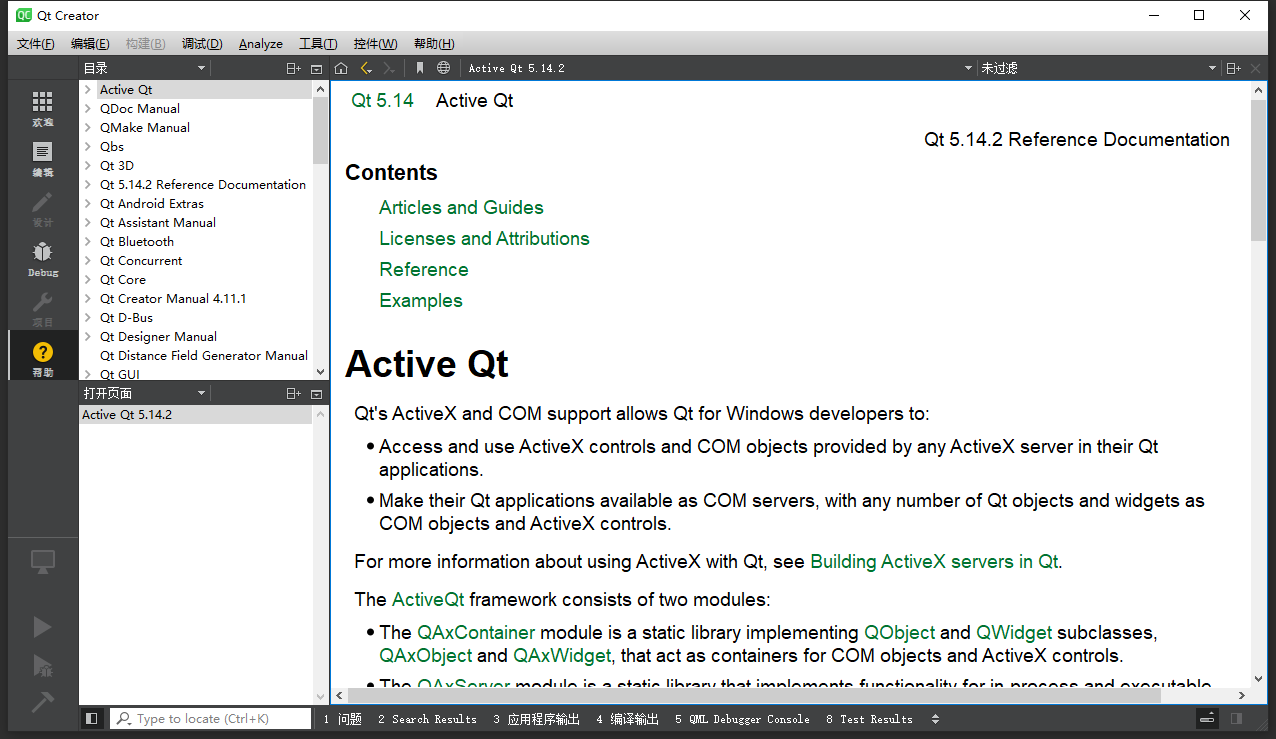 Qt Creator
文件(F) 编辑(E) 构建(B) 调试(D) Analyze 工具(T) 控件(W) 帮助(H)
目录
Active Qt 5.14.2
未过滤
欢迎
编辑
设计
Debug
项目
帮助
Active Qt
QDoc Manual
QMake Manual
Qbs
Qt 3D
Qt 5.14.2 Reference Documentation
Qt Android Extras
Qt Assistant Manual
Qt Bluetooth
Qt Concurrent
Qt Core
Qt Creator Manual 4.11.1
Qt D-Bus
Qt Designer Manual
Qt Distance Field Generator Manual
Qt GUI
打开页面
Active Qt 5.14.2
Qt 5.14 Active Qt
Qt 5.14.2 Reference Documentation
Contents
Articles and Guides
Licenses and Attributions
Reference
Examples
Active Qt
Qt's ActiveX and COM support allows Qt for Windows developers to:
• Access and use ActiveX controls and COM objects provided by any ActiveX server in their Qt
applications.
• Make their Qt applications available as COM servers, with any number of Qt objects and widgets as
COM objects and ActiveX controls.
For more information about using ActiveX with Qt, see Building ActiveX servers in Qt.
The ActiveQt framework consists of two modules:
• The QAxContainer module is a static library implementing QObject and QWidget subclasses,
QAxObject and QAxWidget, that act as containers for COM objects and ActiveX controls.
• The QAxServer module is a static library that implements functionality for in-process and executable
Type to locate (Ctrl+K)
1 问题 2 Search Results 3 应用程序输出 4 编译输出 5 QML Debugger Console 8 Test Results